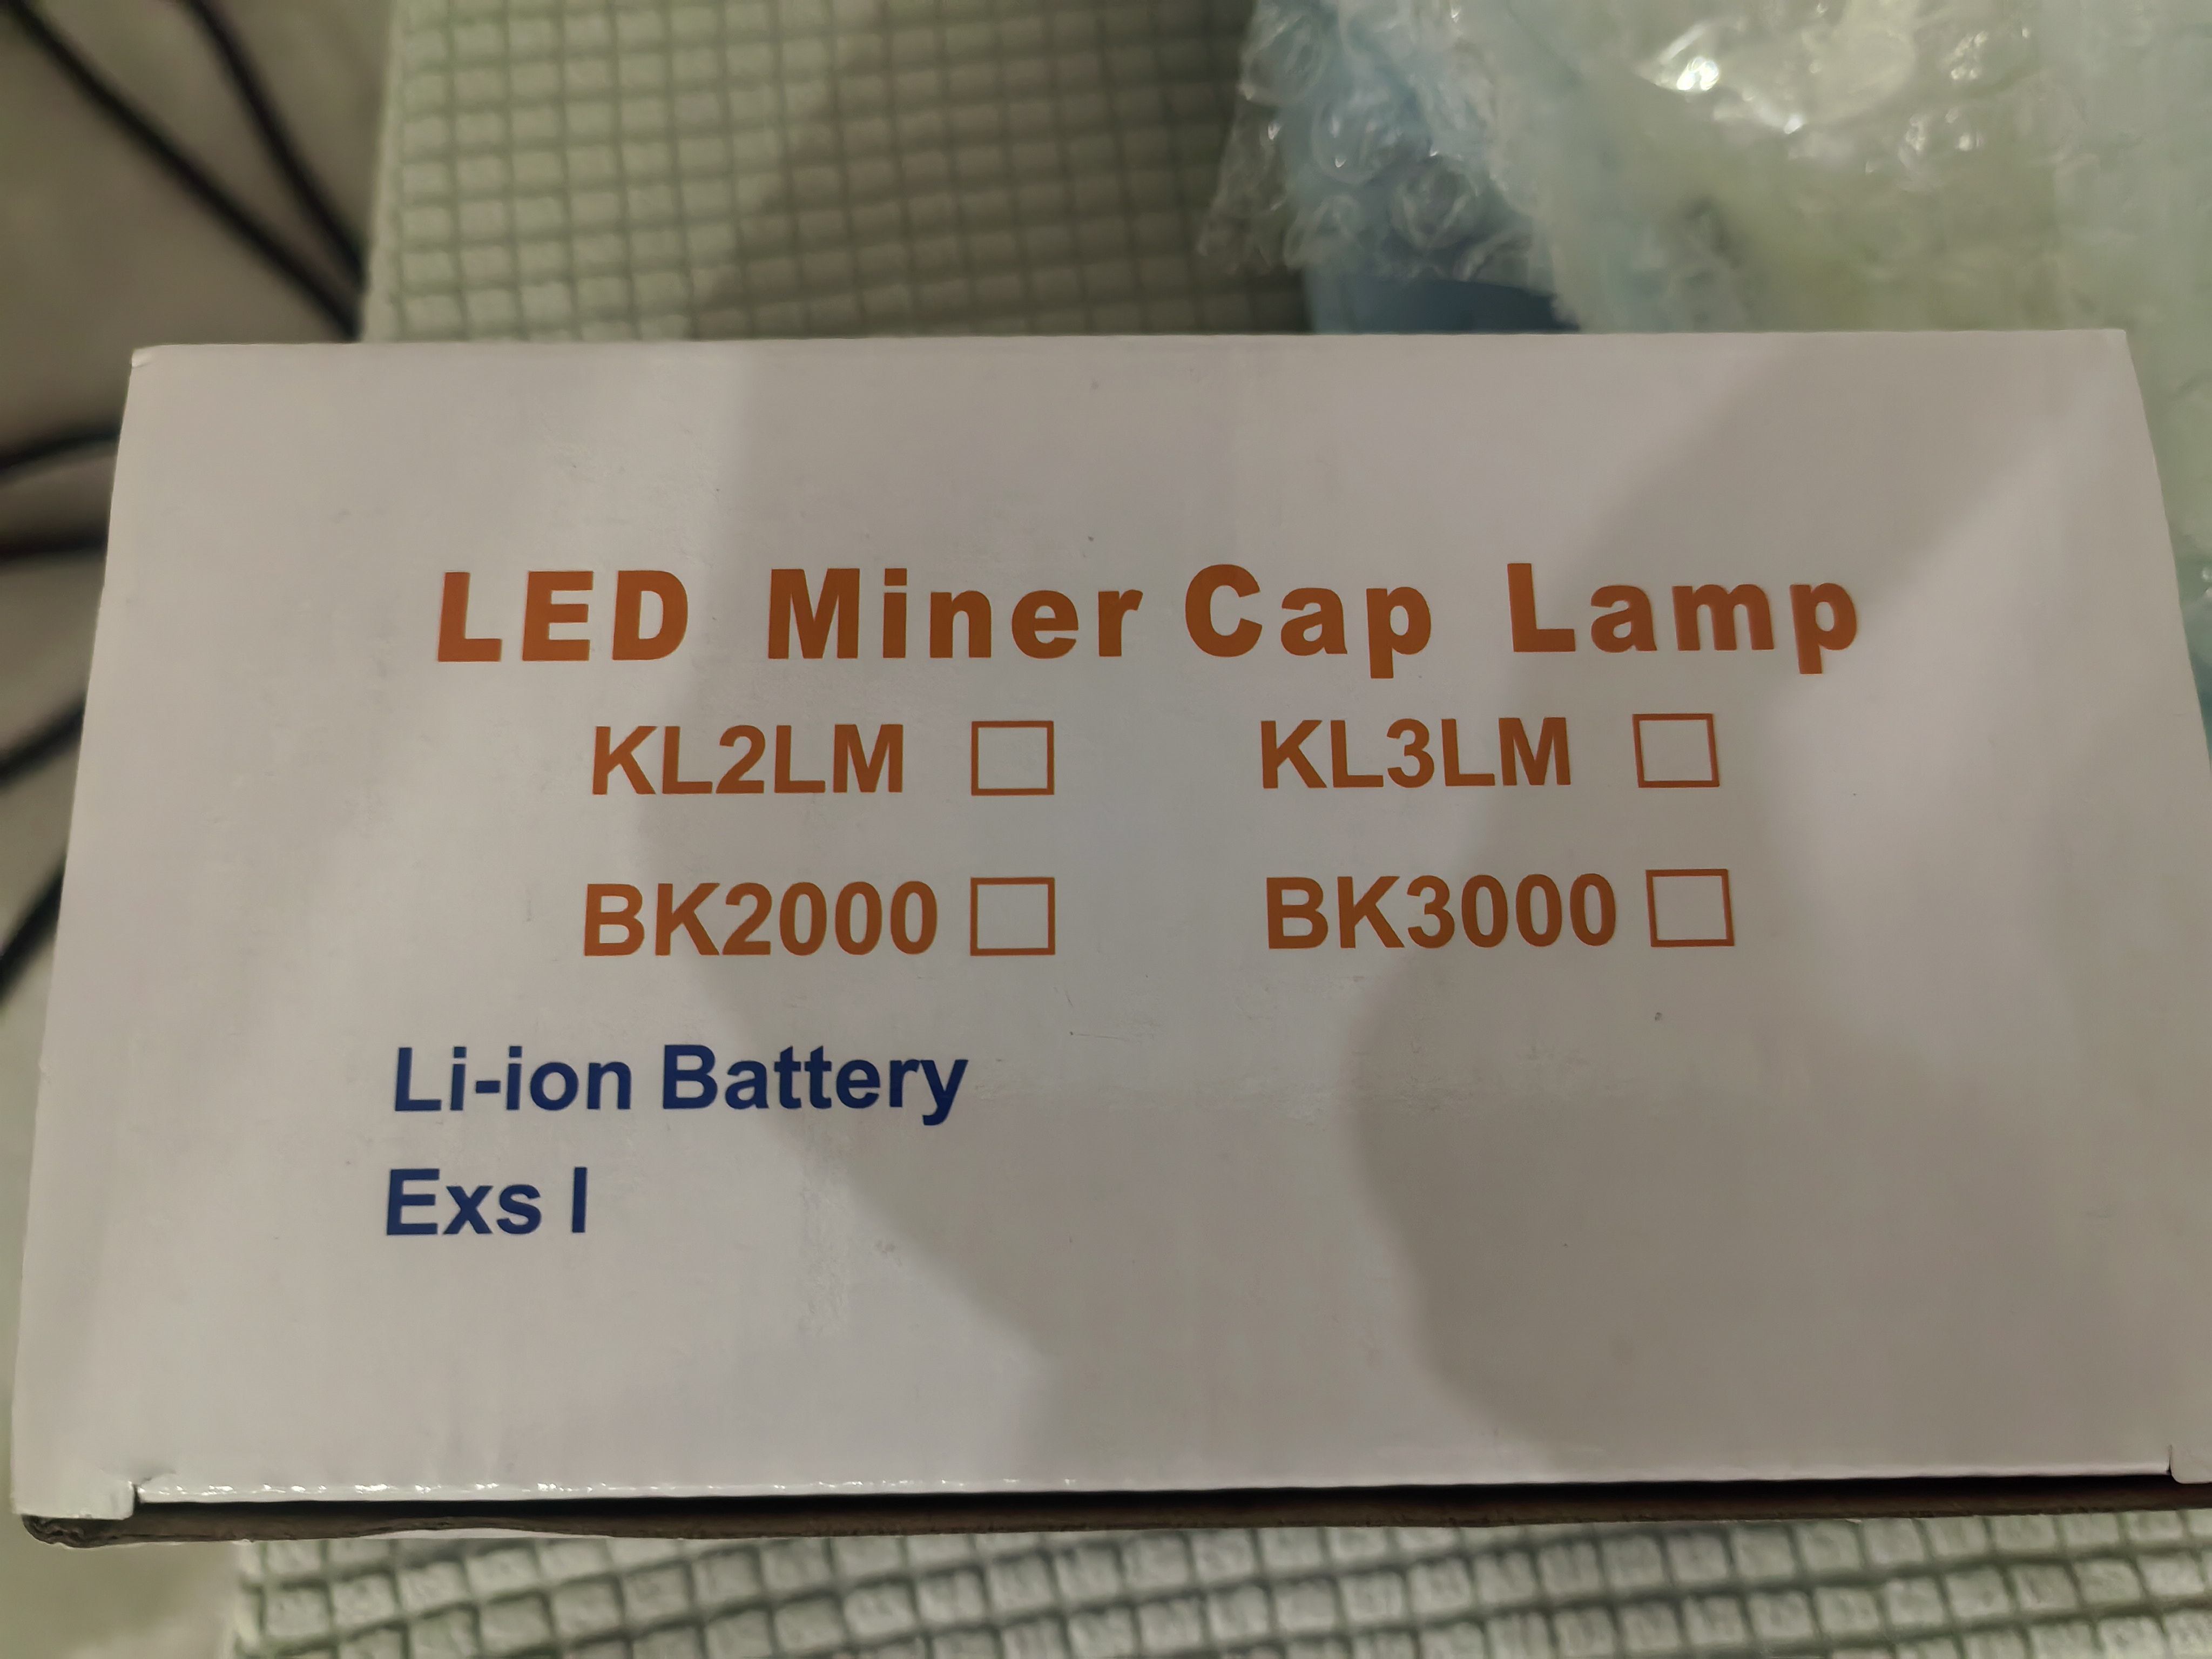 LED Miner Cap Lamp
KL2LM □ KL3LM □
BK2000 □ BK3000 □
Li-ion Battery
Exs I